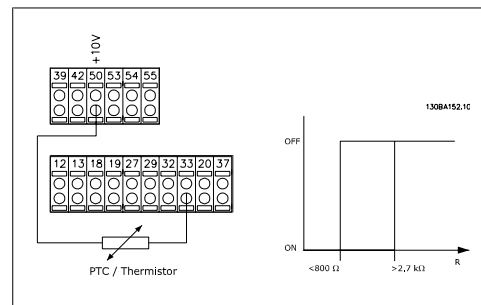 +10V
39 42 50 53 54 55
130BA152.10
12 13 18 19 27 29 32 33 20 37
OFF
ON
R
<800 Ω
>2,7 kΩ
PTC / Thermistor